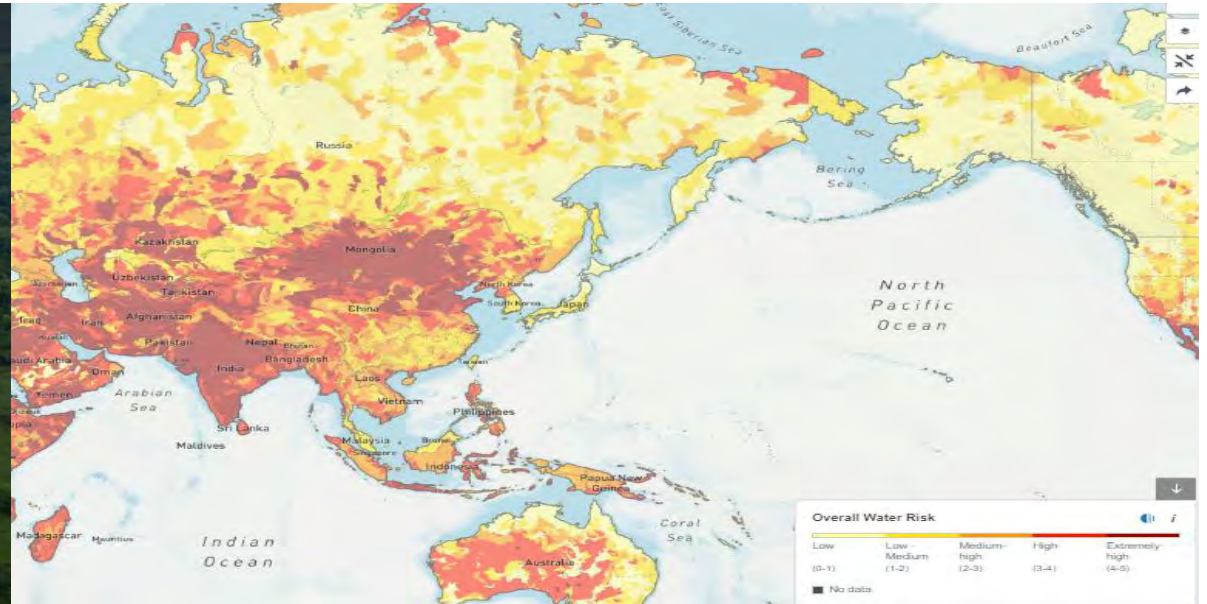 East Siberian Sea
Beaufort Sea
Russia
Bering
Sea
Kazakhstan
Mongolia
Uzbekistan
Tajikistan
North Korea
South Korea
Japan
China
North
Pacific
Ocean
Azerbaijan
Iraq
Iran
Afghanistan
Pakistan
Nepal
Bhutan
Bangladesh
India
Taiwan
Saudi Arabia
Oman
Yemen
Arabian
Sea
Laos
Vietnam
Philippines
Sri Lanka
Maldives
Malaysia
Brunei
Singapore
Indonesia
Papua New
Guinea
Madagascar
Mauritius
Indian
Ocean
Coral
Sea
Australia
Overall Water Risk
i
Low
(0-1)
Low -
Medium
(1-2)
Medium-
high
(2-3)
High
(3-4)
Extremely
high
(4-5)
No data